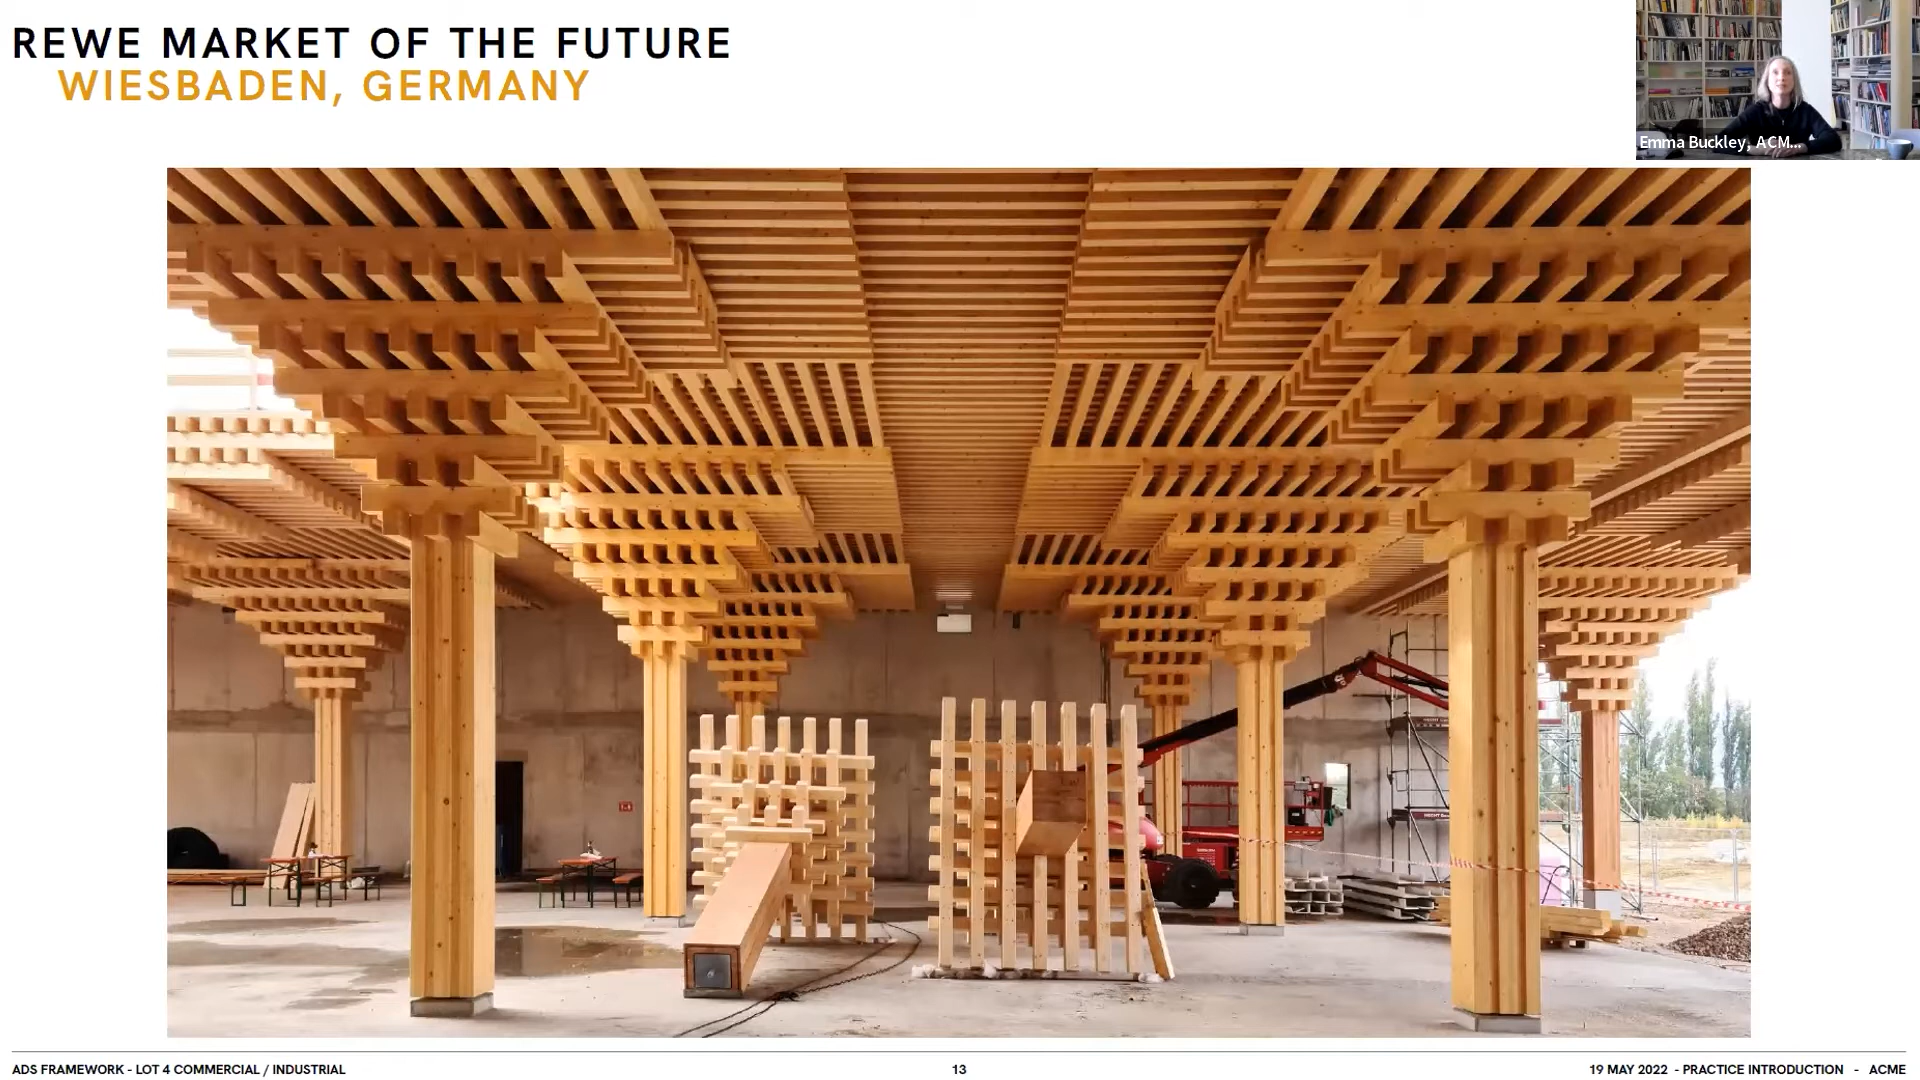 REWE MARKET OF THE FUTURE
WIESBADEN, GERMANY
Emma Buckley, ACM...
ADS FRAMEWORK - LOT 4 COMMERCIAL / INDUSTRIAL
13
19 MAY 2022 - PRACTICE INTRODUCTION - ACME